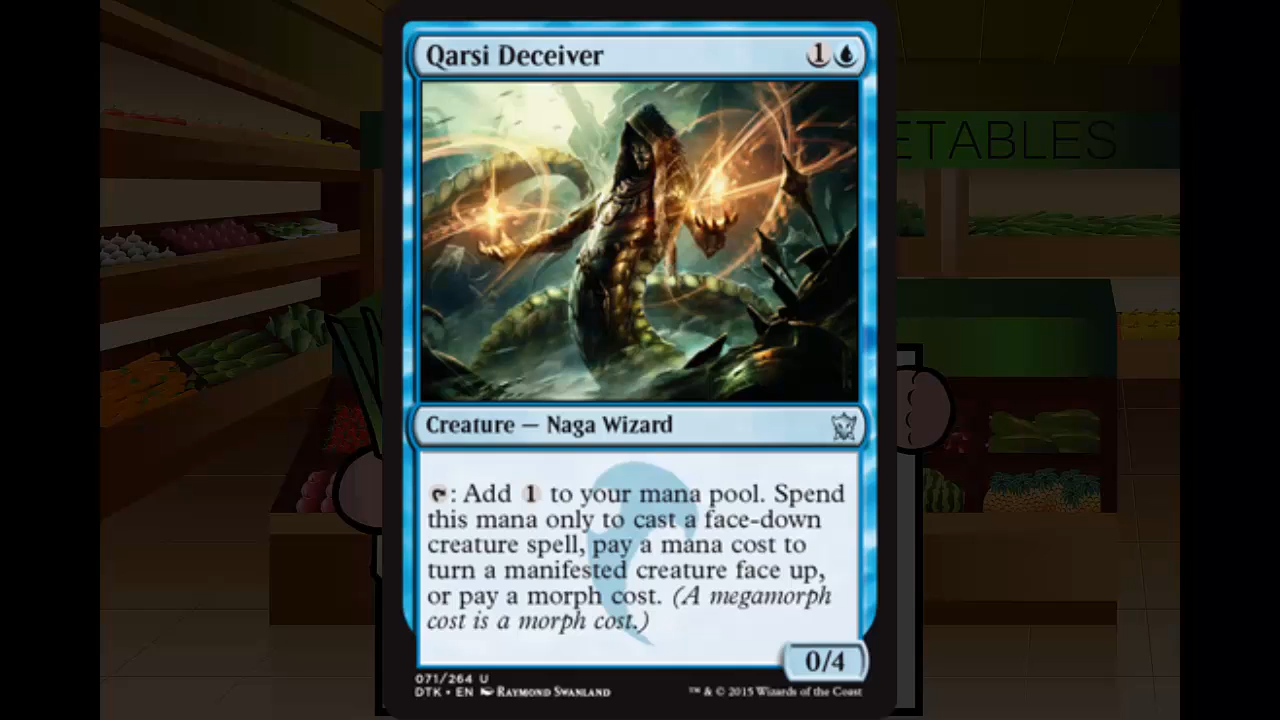 Qarsi Deceiver 1
ETABLES
Creature — Naga Wizard
: Add 1 to your mana pool. Spend
this mana only to cast a face-down
creature spell, pay a mana cost to
turn a manifested creature face up,
or pay a morph cost. (A megamorph
cost is a morph cost.)
0/4
071/264 U
DTK • EN RAYMOND SWANLAND
™ & © 2015 Wizards of the Coast